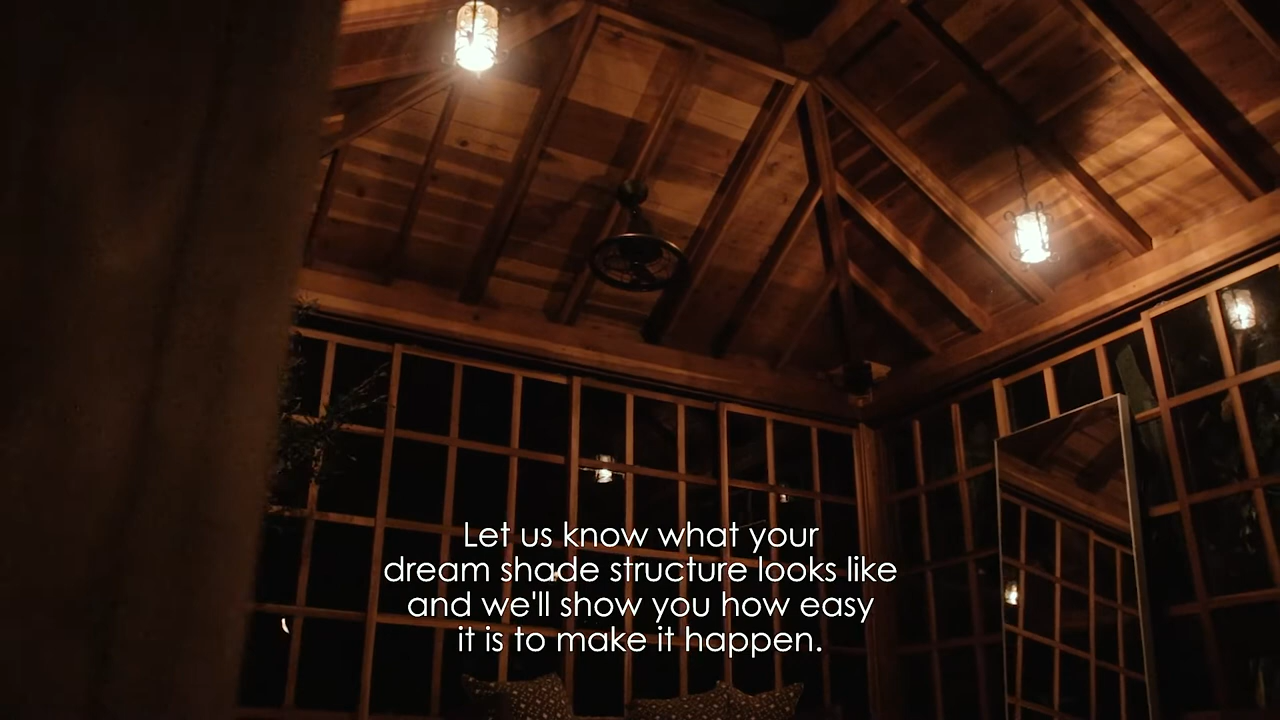 Let us know what your
dream shade structure looks like
and we'll show you how easy
it is to make it happen.